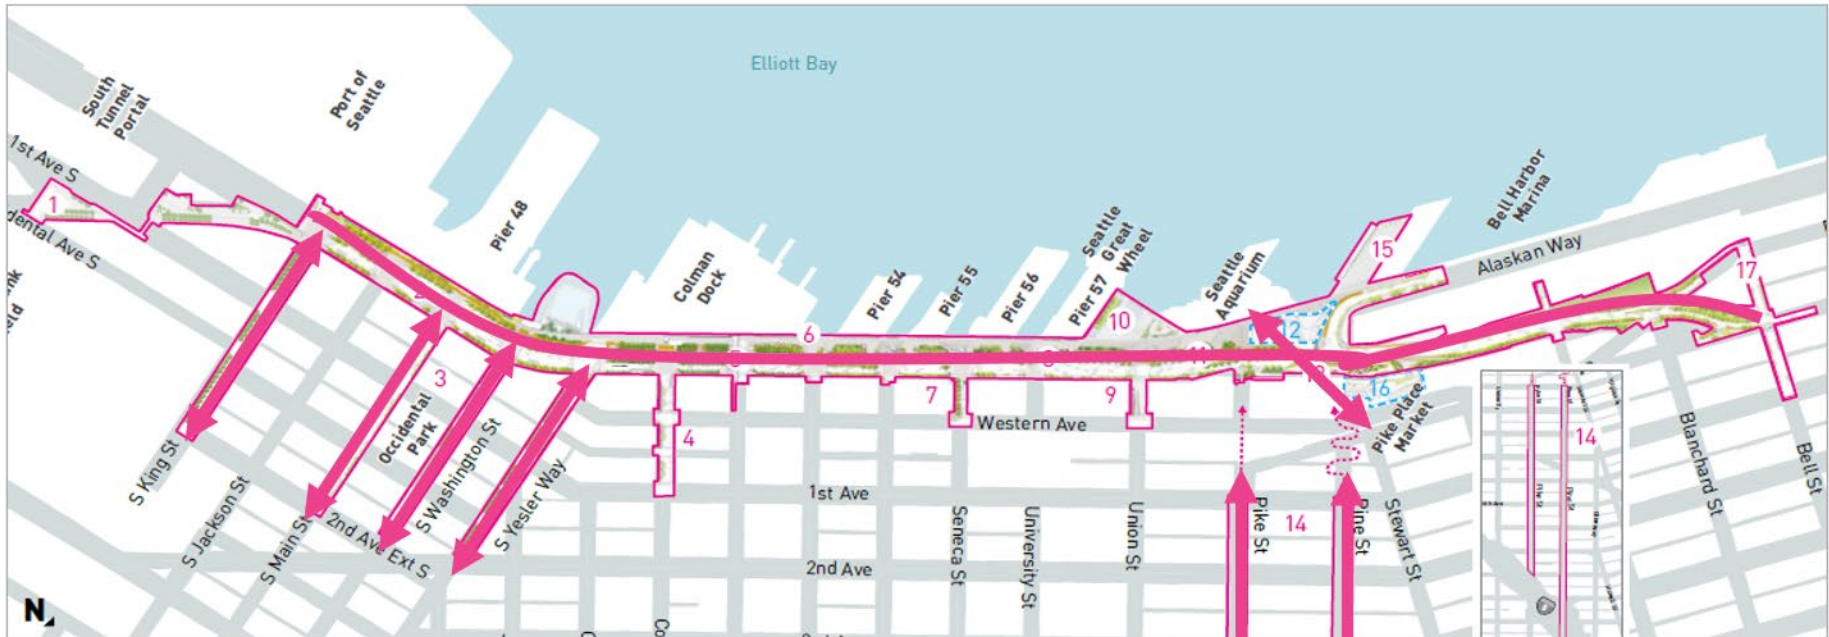 Elliott Bay
South
Tunnel
Portal
Port of
Seattle
1st Ave S
dental Ave S
1
Pier 48
Colman
Dock
Pier 54
Pier 55
Pier 56
Pier 57
Seattle
Great
Wheel
Seattle
Aquarium
Bell Harbor
Marina
Alaskan Way
15
17
10
12
6
3
Occidental
Park
4
7
9
16
Pike Place
Market
Western Ave
S King St
S Jackson St
S Main St
2nd Ave Ext S
S Washington St
S Yesler Way
1st Ave
2nd Ave
Seneca St
University St
Union St
Pike St
14
Pine St
Stewart St
14
Blanchard St
Bell St
N